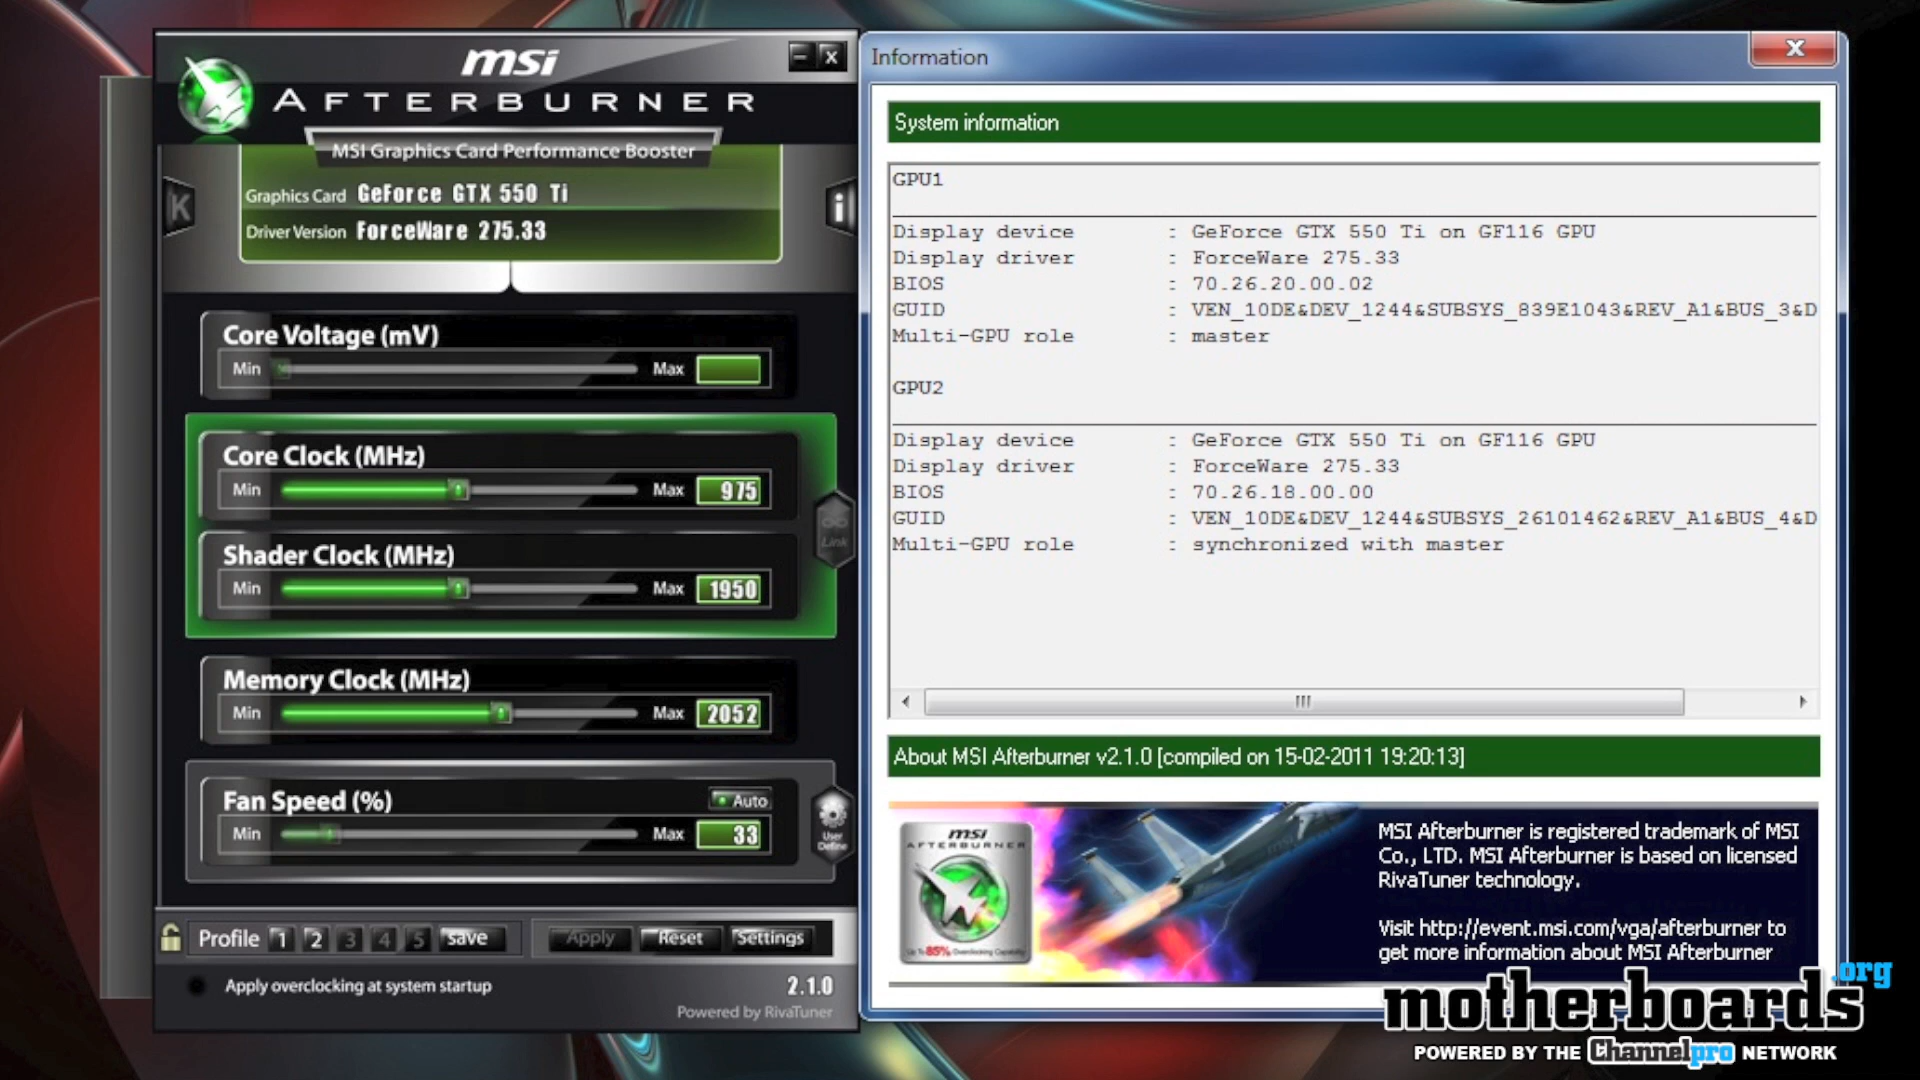 msi
AFTERBURNER
MSI Graphics Card Performance Booster
Graphics Card GeForce GTX 550 Ti
Driver Version ForceWare 275.33
K
i
Core Voltage (mV)
Min Max
Core Clock (MHz)
Min Max 975
Shader Clock (MHz)
Min Max 1950
Link
Memory Clock (MHz)
Min Max 2052
Fan Speed (%)
Auto
Min Max 33
User
Define
Profile 1 2 3 4 5 save Apply Reset Settings
Apply overclocking at system startup
2.1.0
Powered by RivaTuner
Information
X
System information
GPU1
Display device : GeForce GTX 550 Ti on GF116 GPU
Display driver : ForceWare 275.33
BIOS : 70.26.20.00.02
GUID : VEN_10DE&DEV_1244&SUBSYS_839E1043&REV_A1&BUS_3&D
Multi-GPU role : master
GPU2
Display device : GeForce GTX 550 Ti on GF116 GPU
Display driver : ForceWare 275.33
BIOS : 70.26.18.00.00
GUID : VEN_10DE&DEV_1244&SUBSYS_26101462&REV_A1&BUS_4&D
Multi-GPU role : synchronized with master
About MSI Afterburner v2.1.0 [compiled on 15-02-2011 19:20:13]
msi
AFTERBURNER
Up To 85% Overclocking Capability
MSI Afterburner is registered trademark of MSI
Co., LTD. MSI Afterburner is based on licensed
RivaTuner technology.
Visit http://event.msi.com/vga/afterburner to
get more information about MSI Afterburner
motherboards.org
POWERED BY THE Channelpro NETWORK